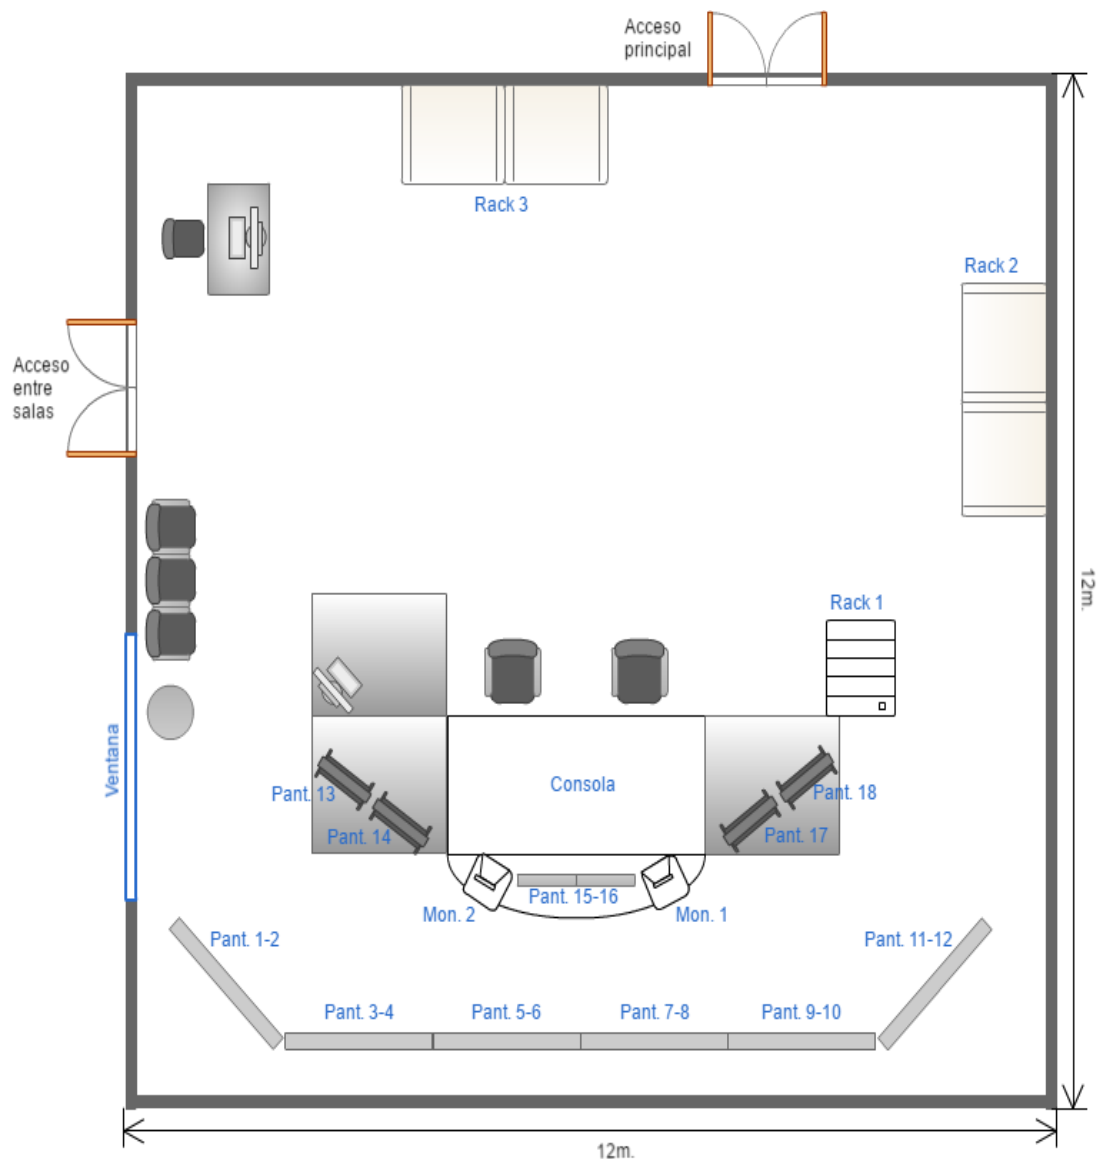 Acceso
principal
Rack 3
Rack 2
Acceso
entre
salas
12m.
Rack 1
Ventana
Consola
Pant. 13
Pant. 18
Pant. 14
Pant. 17
Pant. 15-16
Mon. 2
Mon. 1
Pant. 1-2
Pant. 11-12
Pant. 3-4
Pant. 5-6
Pant. 7-8
Pant. 9-10
12m.